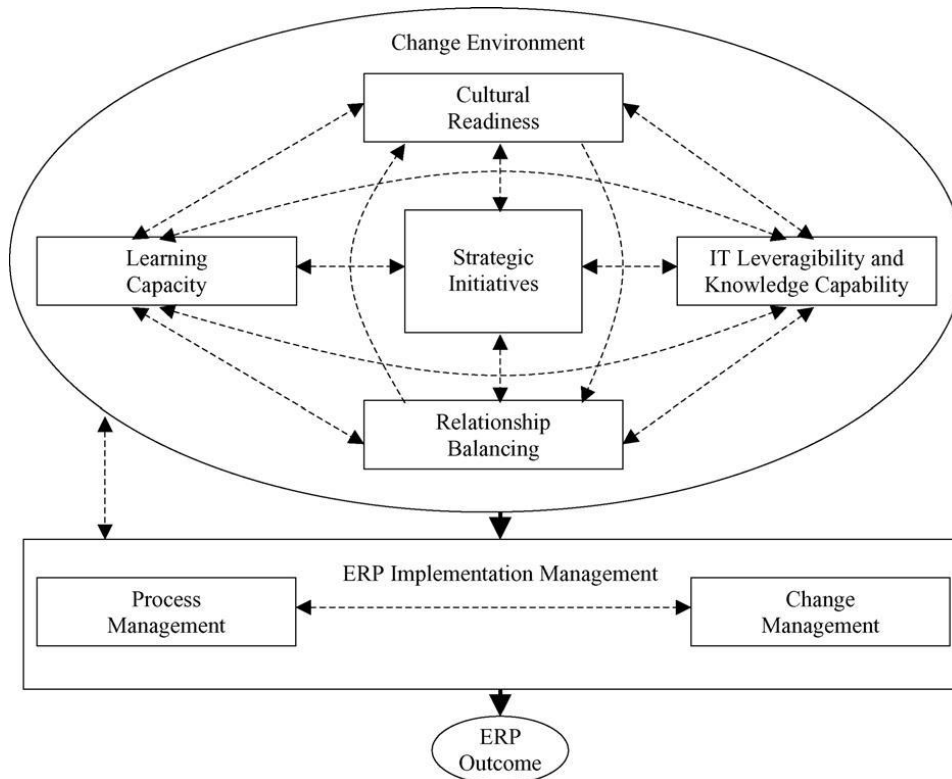 Change Environment
Cultural
Readiness
Learning
Capacity
Strategic
Initiatives
IT Leveragibility and
Knowledge Capability
Relationship
Balancing
ERP Implementation Management
Process
Management
Change
Management
ERP
Outcome